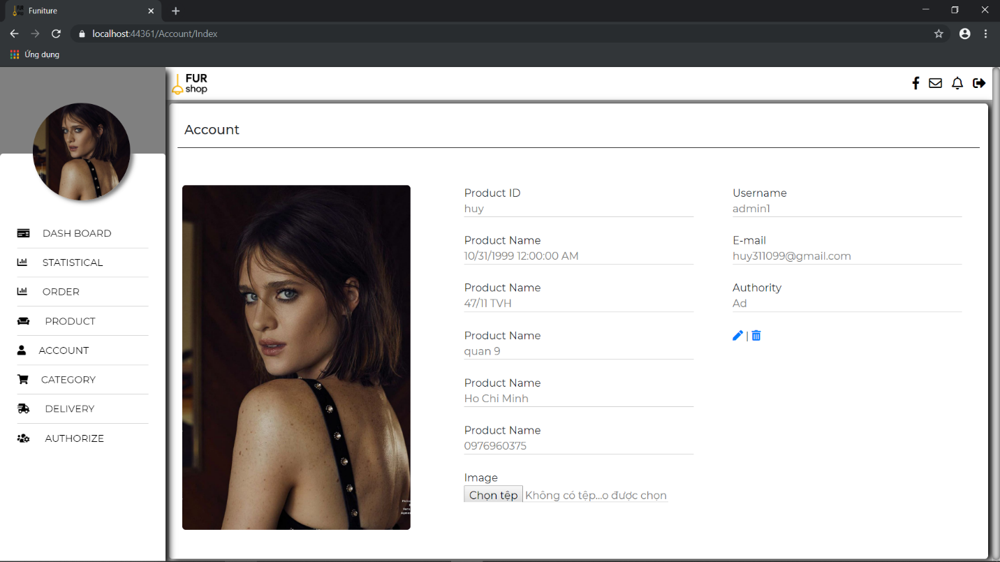 Funiture
localhost:44361/Account/Index
Ứng dụng
FUR
shop
DASH BOARD
STATISTICAL
ORDER
PRODUCT
ACCOUNT
CATEGORY
DELIVERY
AUTHORIZE
Account
Product ID
huy
Product Name
10/31/1999 12:00:00 AM
Product Name
47/11 TVH
Product Name
quan 9
Product Name
Ho Chi Minh
Product Name
0976960375
Image
Chọn tệp Không có tệp...o được chọn
Username
admin1
E-mail
huy311099@gmail.com
Authority
Ad
|